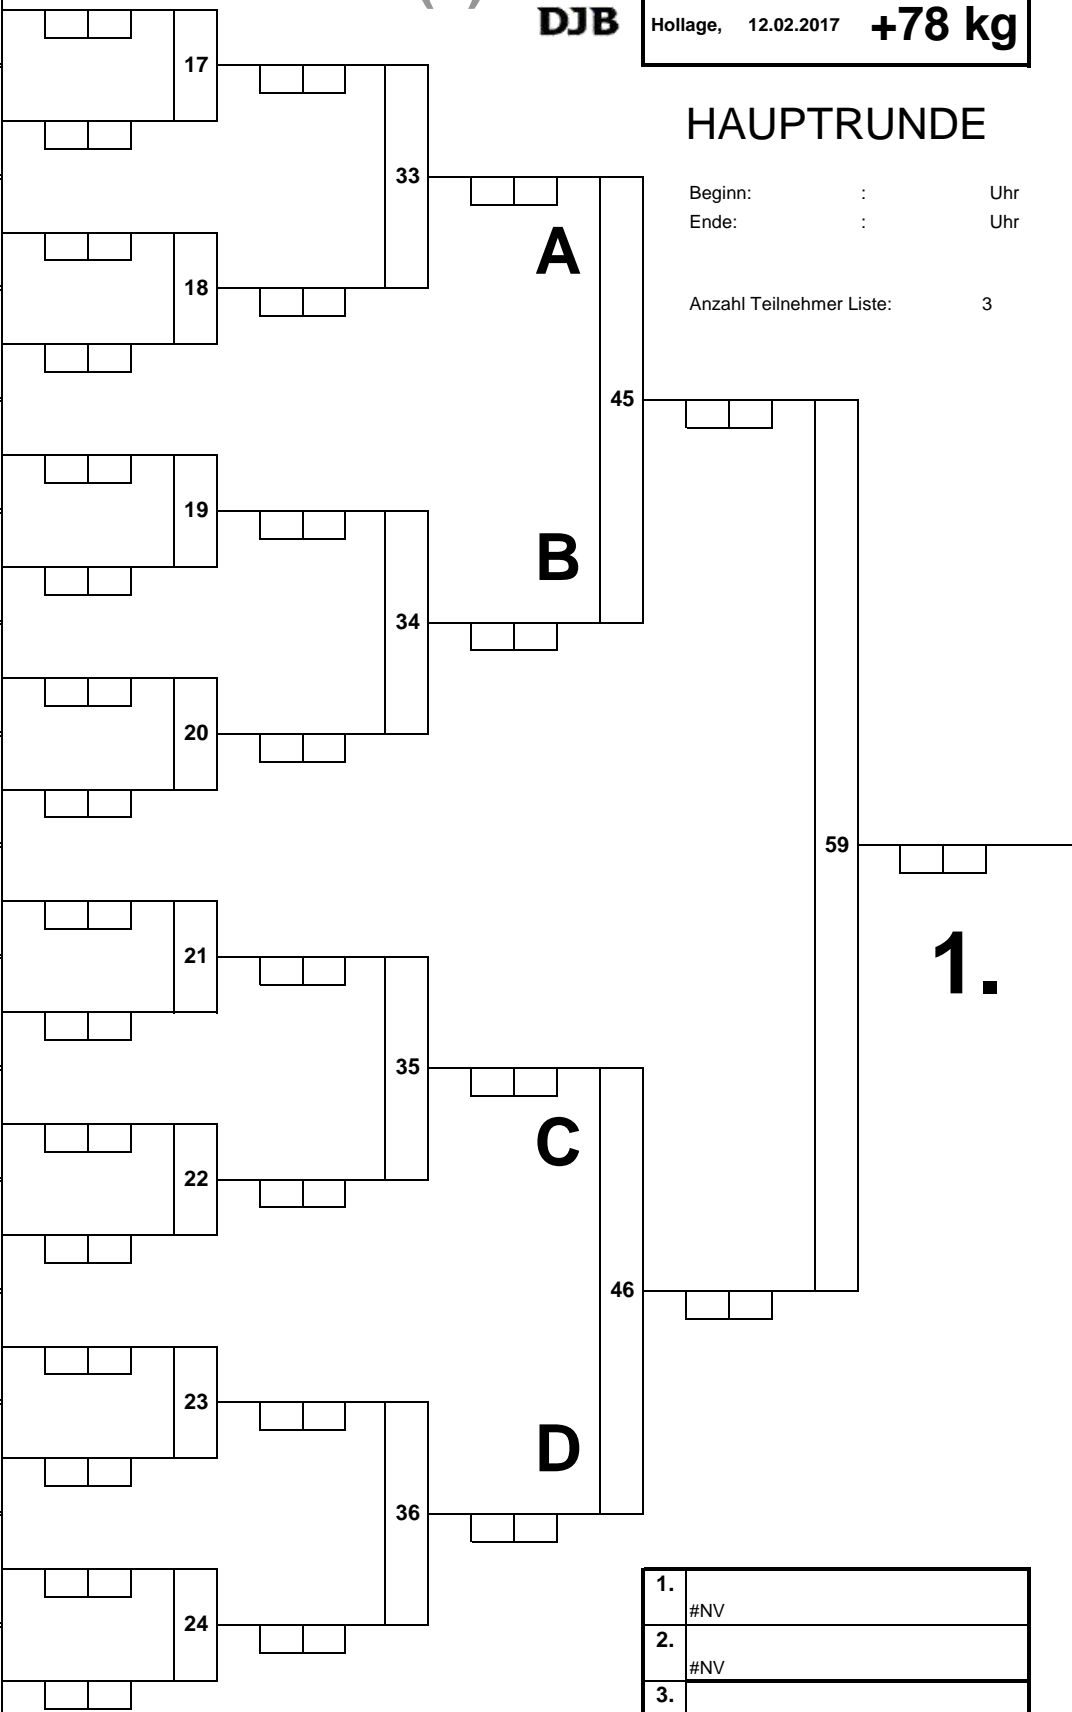 DJB
Hollage, 12.02.2017 +78 kg
17
HAUPTRUNDE
33
Beginn: : Uhr
Ende: : Uhr
A
18
Anzahl Teilnehmer Liste: 3
45
19
B
34
20
59
21
1.
35
C
22
46
23
D
36
24
1.
#NV
2.
#NV
3.